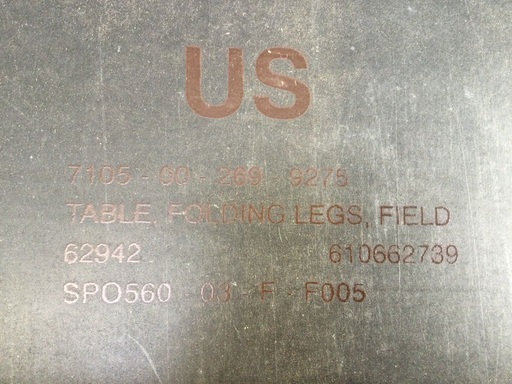 US
7105 - 00 - 269 - 9275
TABLE, FOLDING LEGS, FIELD
62942 610662739
SPO560 - 03 - F - F005